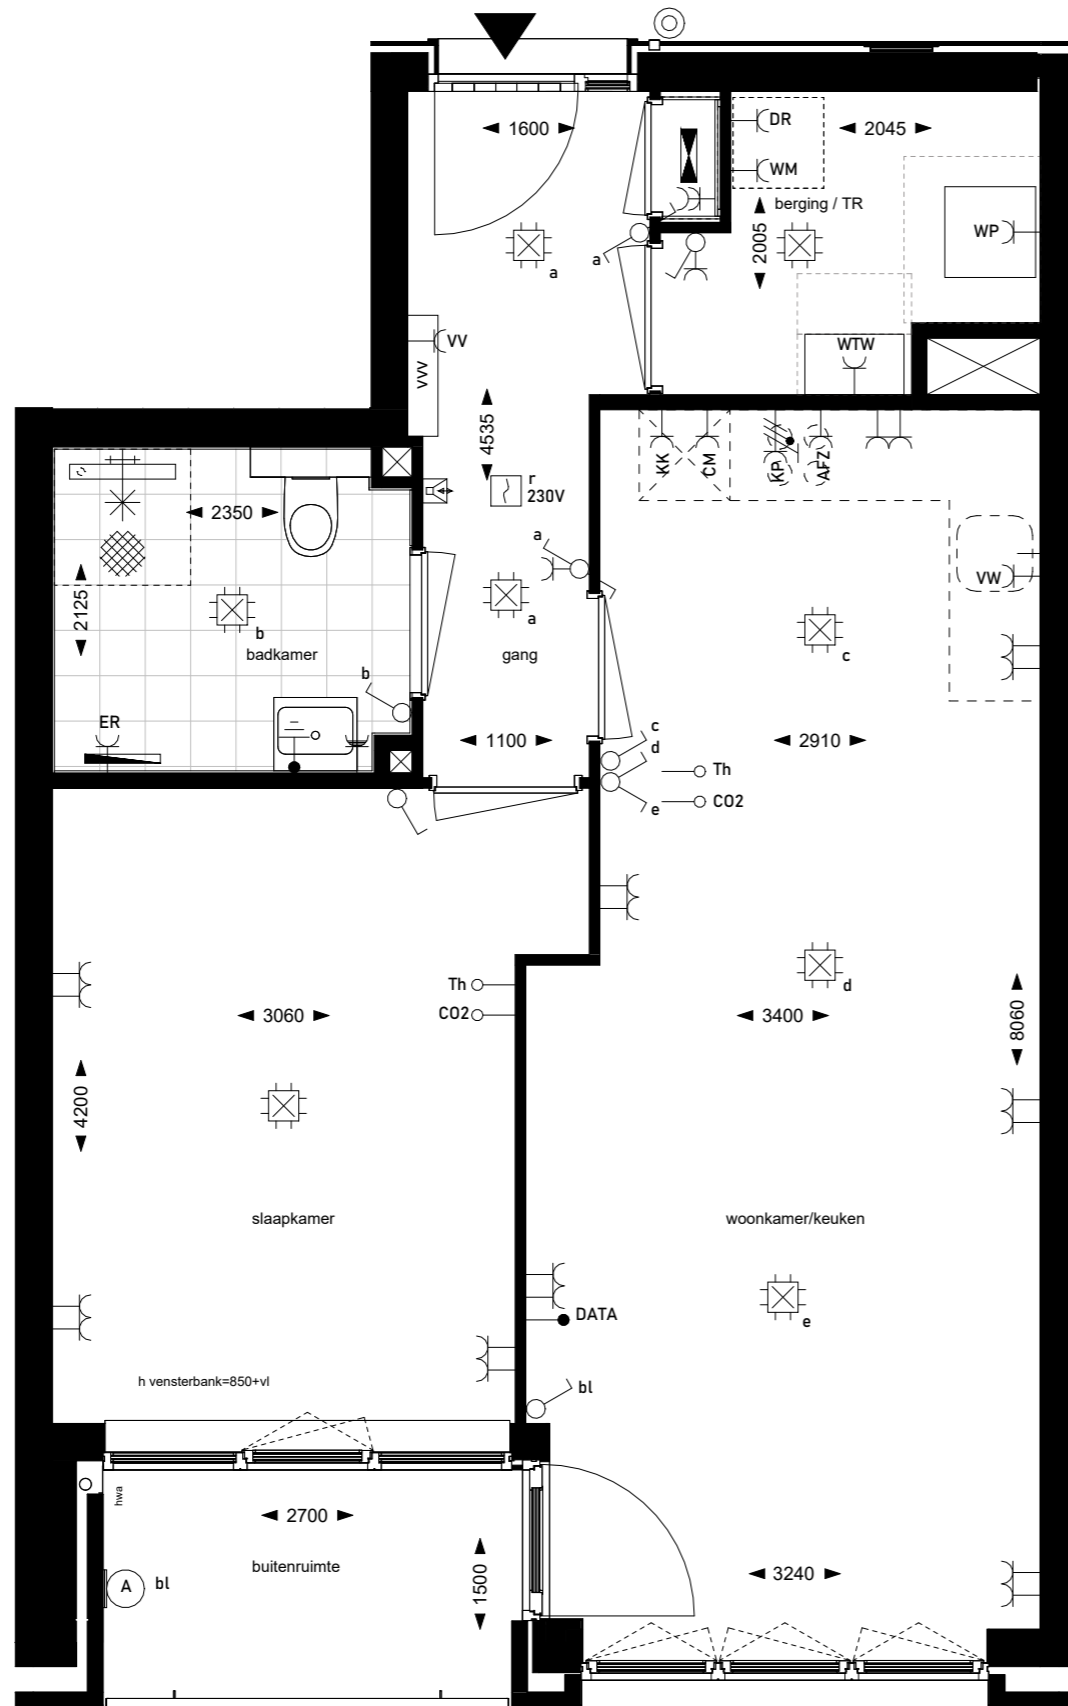 1600
DR
2045
WM
berging / TR
2005
WP
a
a
VV
VVV
WTW
4535
KK
CM
KP
AFZ
r
230V
2350
a
VW
2125
b
a
c
badkamer
gang
b
ER
c
1100
d
2910
Th
e
CO2
Th
d
CO2
3060
3400
8060
4200
slaapkamer
woonkamer/keuken
DATA
e
h vensterbank=850+vl
bl
hwa
2700
buitenruimte
1500
3240
A
bl